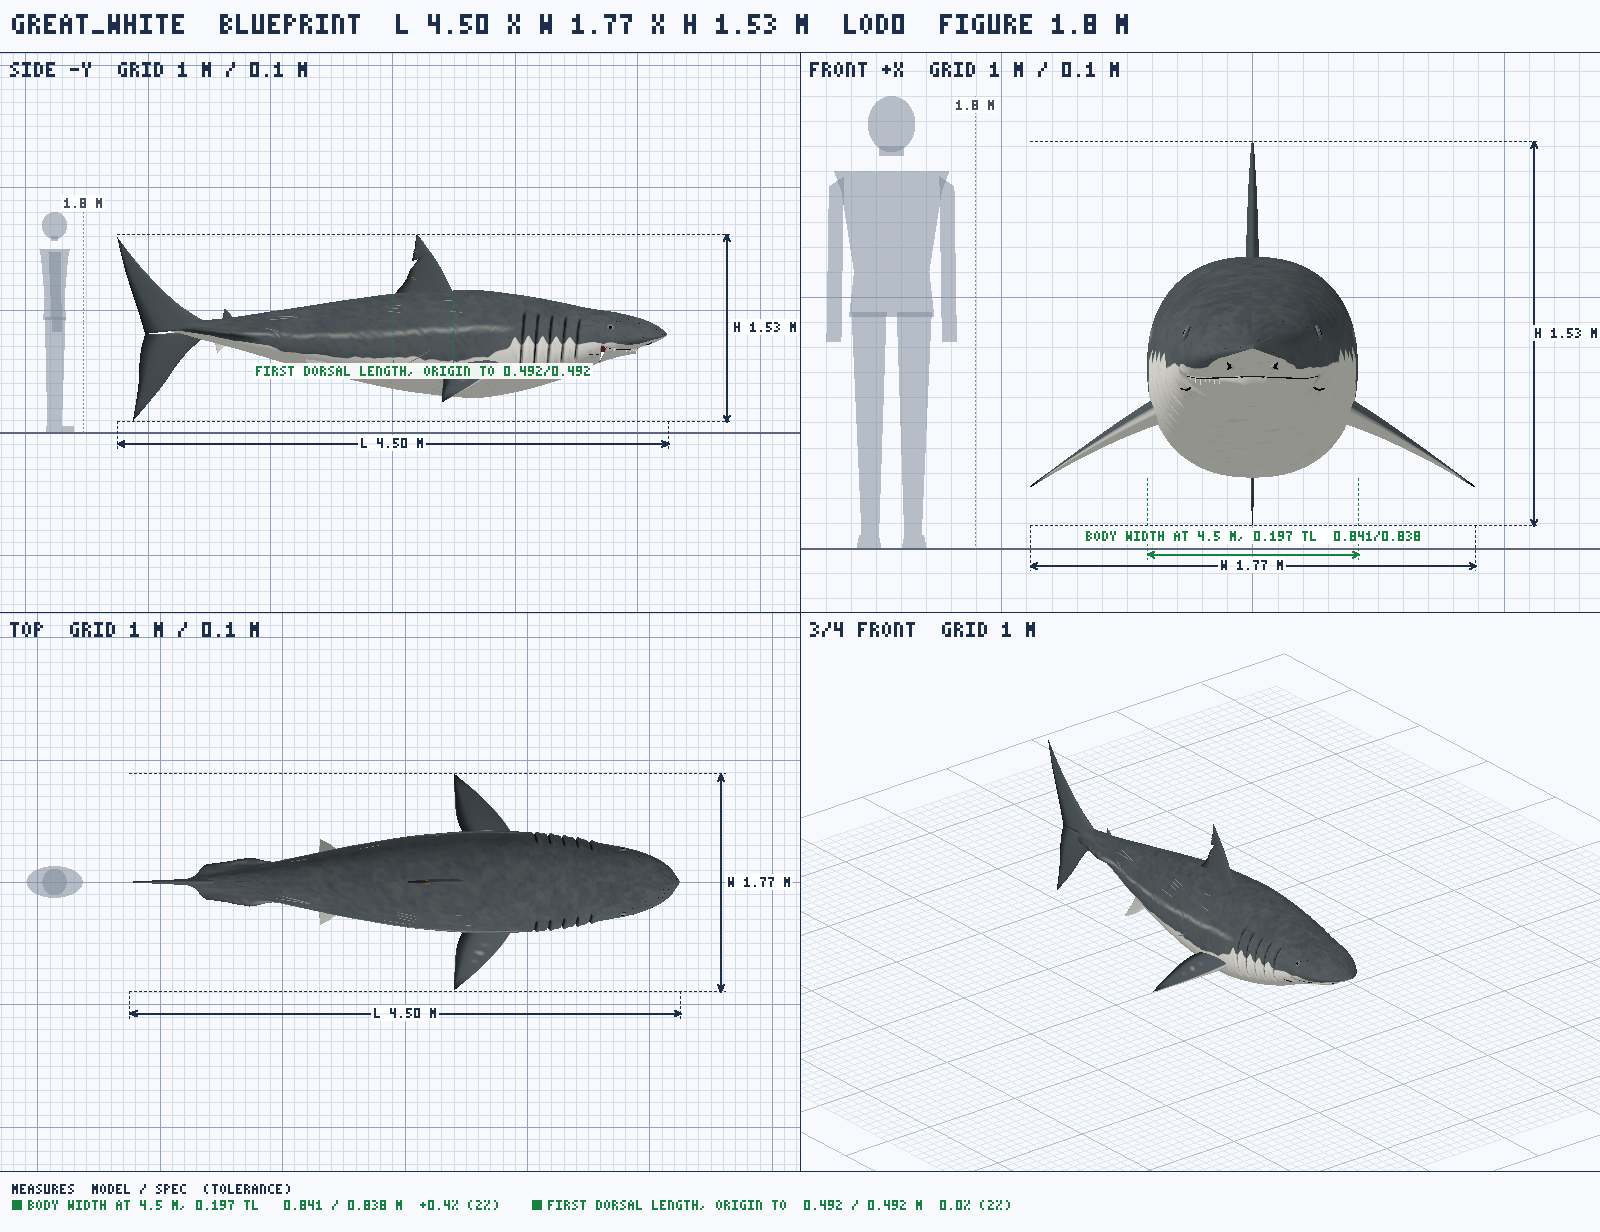 GREAT_WHITE BLUEPRINT L 4.50 X W 1.77 X H 1.53 M LOD0 FIGURE 1.8 M
SIDE -Y GRID 1 M / 0.1 M
1.8 M
H 1.53 M
FIRST DORSAL LENGTH, ORIGIN TO 0.492/0.492
L 4.50 M
FRONT +X GRID 1 M / 0.1 M
1.8 M
H 1.53 M
BODY WIDTH AT 4.5 M, 0.197 TL 0.841/0.838
W 1.77 M
TOP GRID 1 M / 0.1 M
W 1.77 M
L 4.50 M
3/4 FRONT GRID 1 M
MEASURES MODEL / SPEC (TOLERANCE)
BODY WIDTH AT 4.5 M, 0.197 TL 0.841 / 0.838 M +0.4% (2%) FIRST DORSAL LENGTH, ORIGIN TO 0.492 / 0.492 M 0.0% (2%)